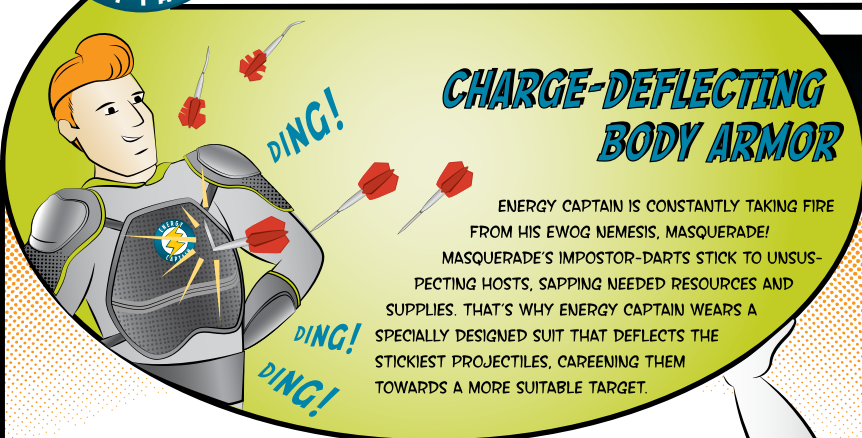 DING!
CHARGE-DEFLECTING
BODY ARMOR
ENERGY CAPTAIN IS CONSTANTLY TAKING FIRE
FROM HIS EWOG NEMESIS, MASQUERADE!
MASQUERADE'S IMPOSTOR-DARTS STICK TO UNSUS-
PECTING HOSTS, SAPPING NEEDED RESOURCES AND
SUPPLIES. THAT'S WHY ENERGY CAPTAIN WEARS A
SPECIALLY DESIGNED SUIT THAT DEFLECTS THE
STICKIEST PROJECTILES, CAREENING THEM
TOWARDS A MORE SUITABLE TARGET.
ENERGY
CAPTAIN
DING!
DING!